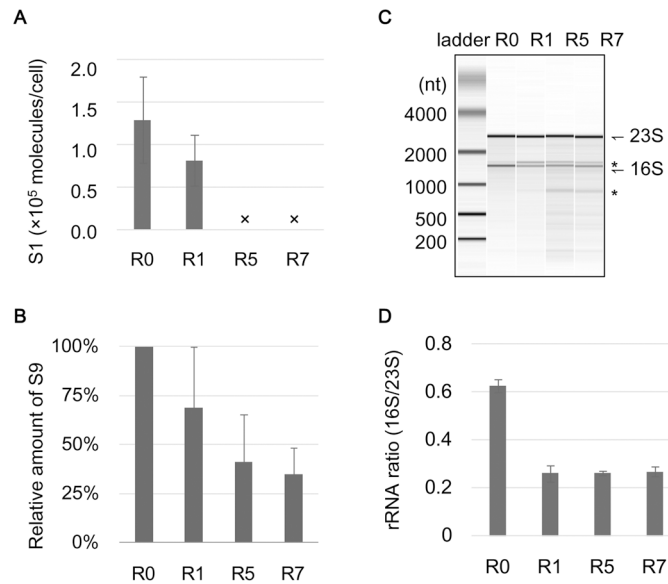 A
S1 (×10⁵ molecules/cell)
2.0
1.5
1.0
0.5
0.0
× ×
R0 R1 R5 R7
B
Relative amount of S9
100%
75%
50%
25%
0%
R0 R1 R5 R7
C
ladder R0 R1 R5 R7
(nt)
4000
2000
1000
500
200
23S
*
16S
*
D
rRNA ratio (16S/23S)
0.8
0.6
0.4
0.2
0
R0 R1 R5 R7